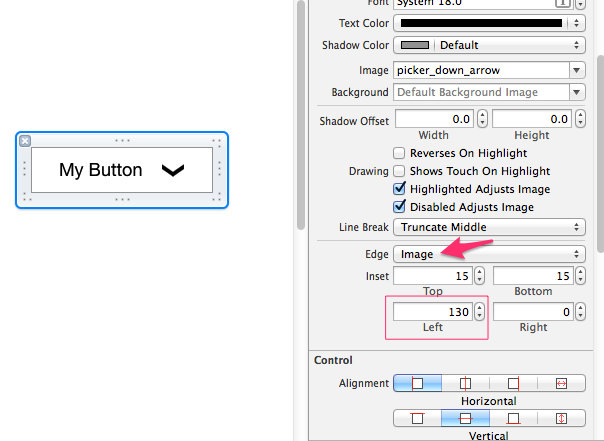 Font System 18.0
Text Color
Shadow Color Default
Image picker_down_arrow
Background Default Background Image
Shadow Offset 0.0 0.0
Width Height
Reverses On Highlight
Drawing Shows Touch On Highlight
Highlighted Adjusts Image
Disabled Adjusts Image
Line Break Truncate Middle
Edge Image
Inset 15 15
Top Bottom
130 0
Left Right
Control
Alignment
Horizontal
Vertical
My Button